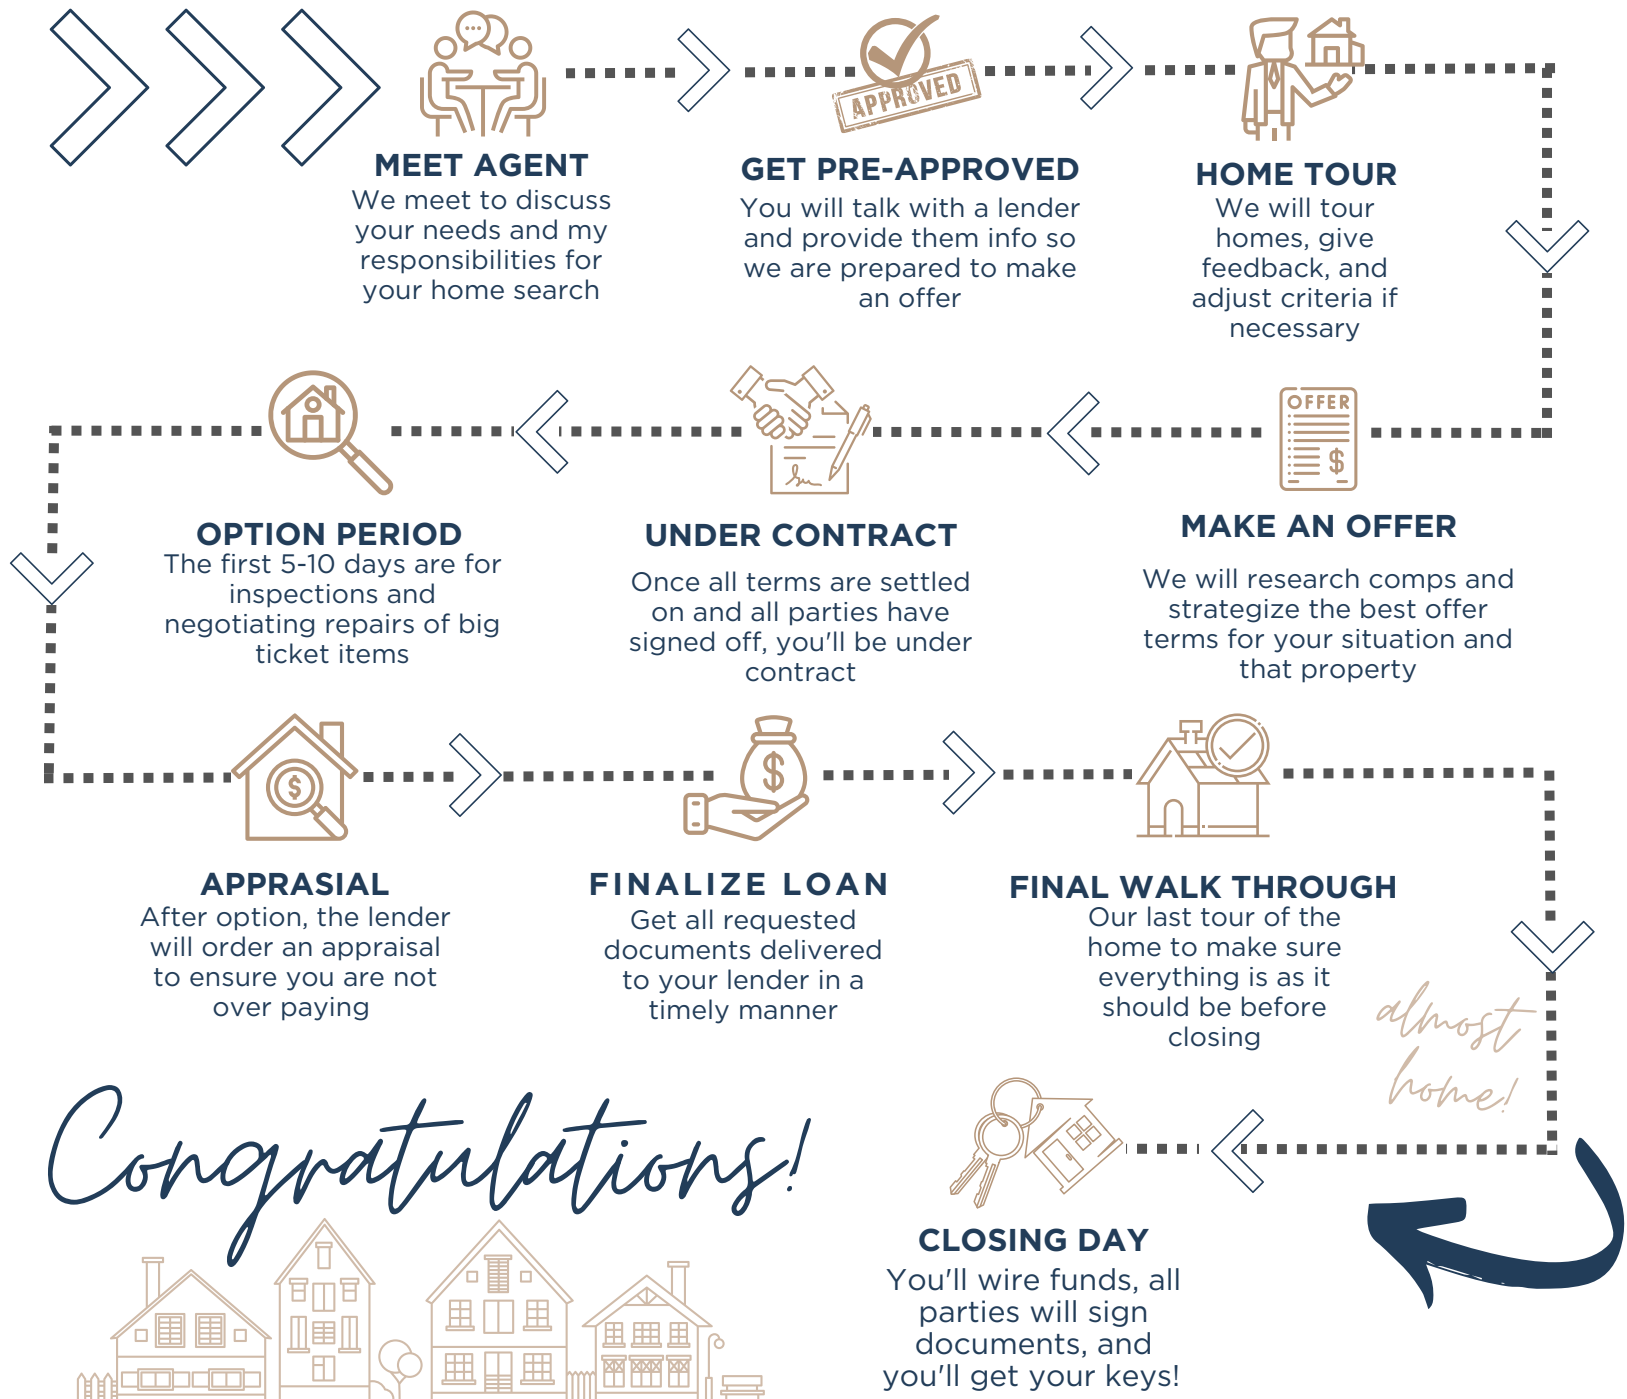 APPROVED
MEET AGENT
We meet to discuss
your needs and my
responsibilities for
your home search
GET PRE-APPROVED
You will talk with a lender
and provide them info so
we are prepared to make
an offer
HOME TOUR
We will tour
homes, give
feedback, and
adjust criteria if
necessary
OFFER
$
MAKE AN OFFER
We will research comps and
strategize the best offer
terms for your situation and
that property
UNDER CONTRACT
Once all terms are settled
on and all parties have
signed off, you'll be under
contract
OPTION PERIOD
The first 5-10 days are for
inspections and
negotiating repairs of big
ticket items
$
APPRASIAL
After option, the lender
will order an appraisal
to ensure you are not
over paying
$
FINALIZE LOAN
Get all requested
documents delivered
to your lender in a
timely manner
FINAL WALK THROUGH
Our last tour of the
home to make sure
everything is as it
should be before
closing
almost
home!
CLOSING DAY
You'll wire funds, all
parties will sign
documents, and
you'll get your keys!
Congratulations!